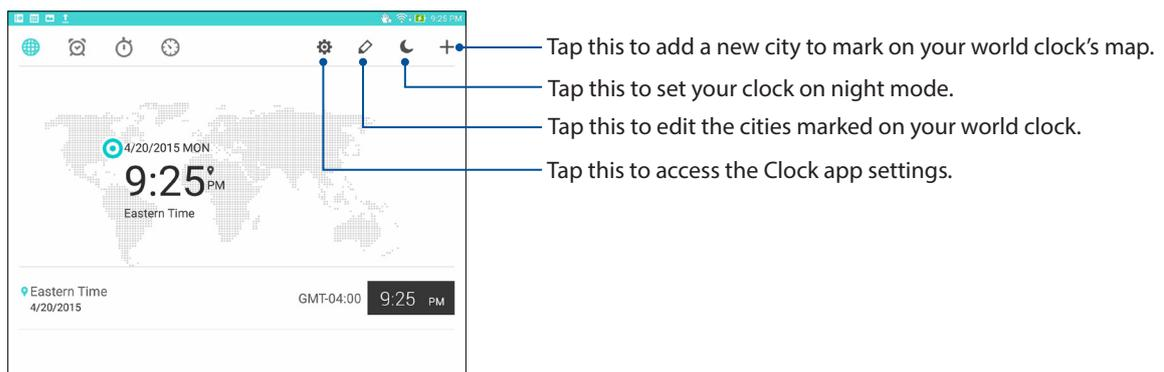 9:25 PM
Tap this to add a new city to mark on your world clock’s map.
Tap this to set your clock on night mode.
Tap this to edit the cities marked on your world clock.
Tap this to access the Clock app settings.
4/20/2015 MON
9:25 PM
Eastern Time
Eastern Time
4/20/2015
GMT-04:00
9:25 PM